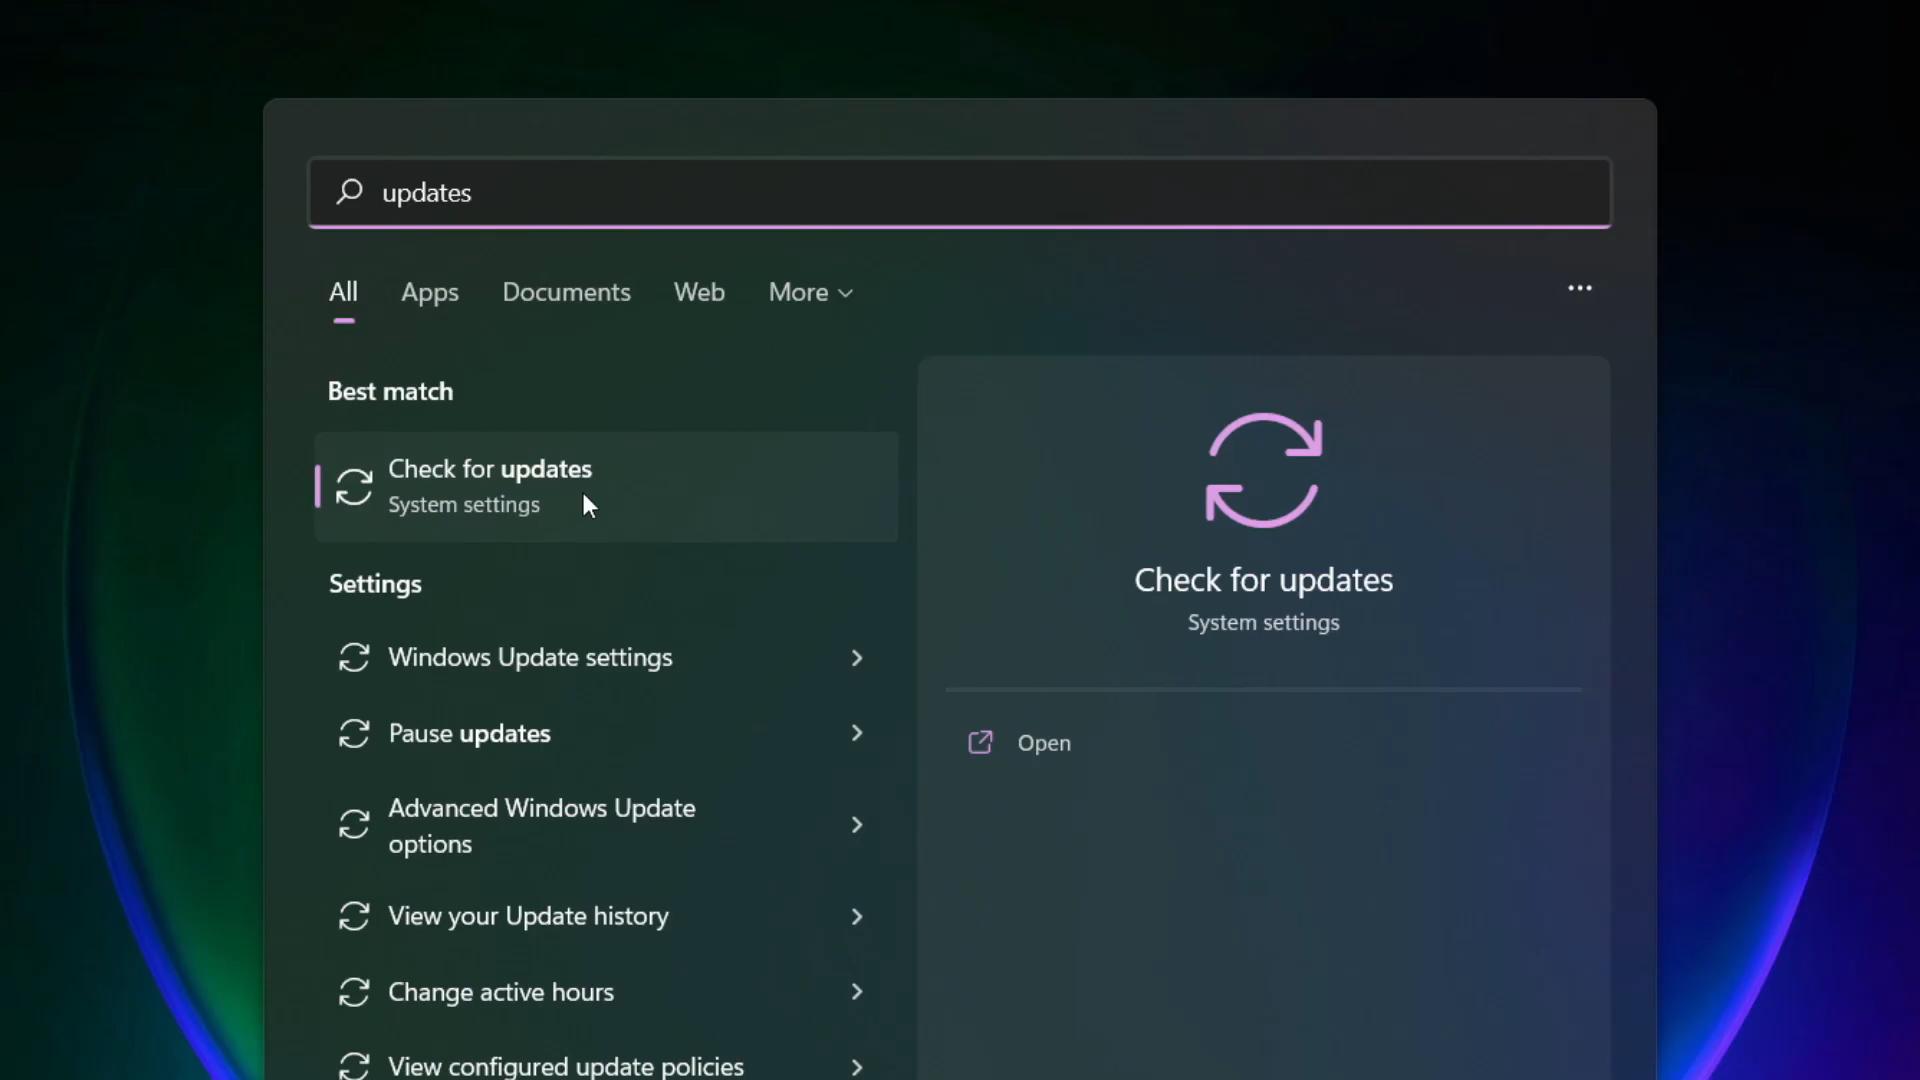 updates
All Apps Documents Web More
Best match
Check for updates
System settings
Settings
Windows Update settings
Pause updates
Advanced Windows Update
options
View your Update history
Change active hours
View configured update policies
Check for updates
System settings
Open